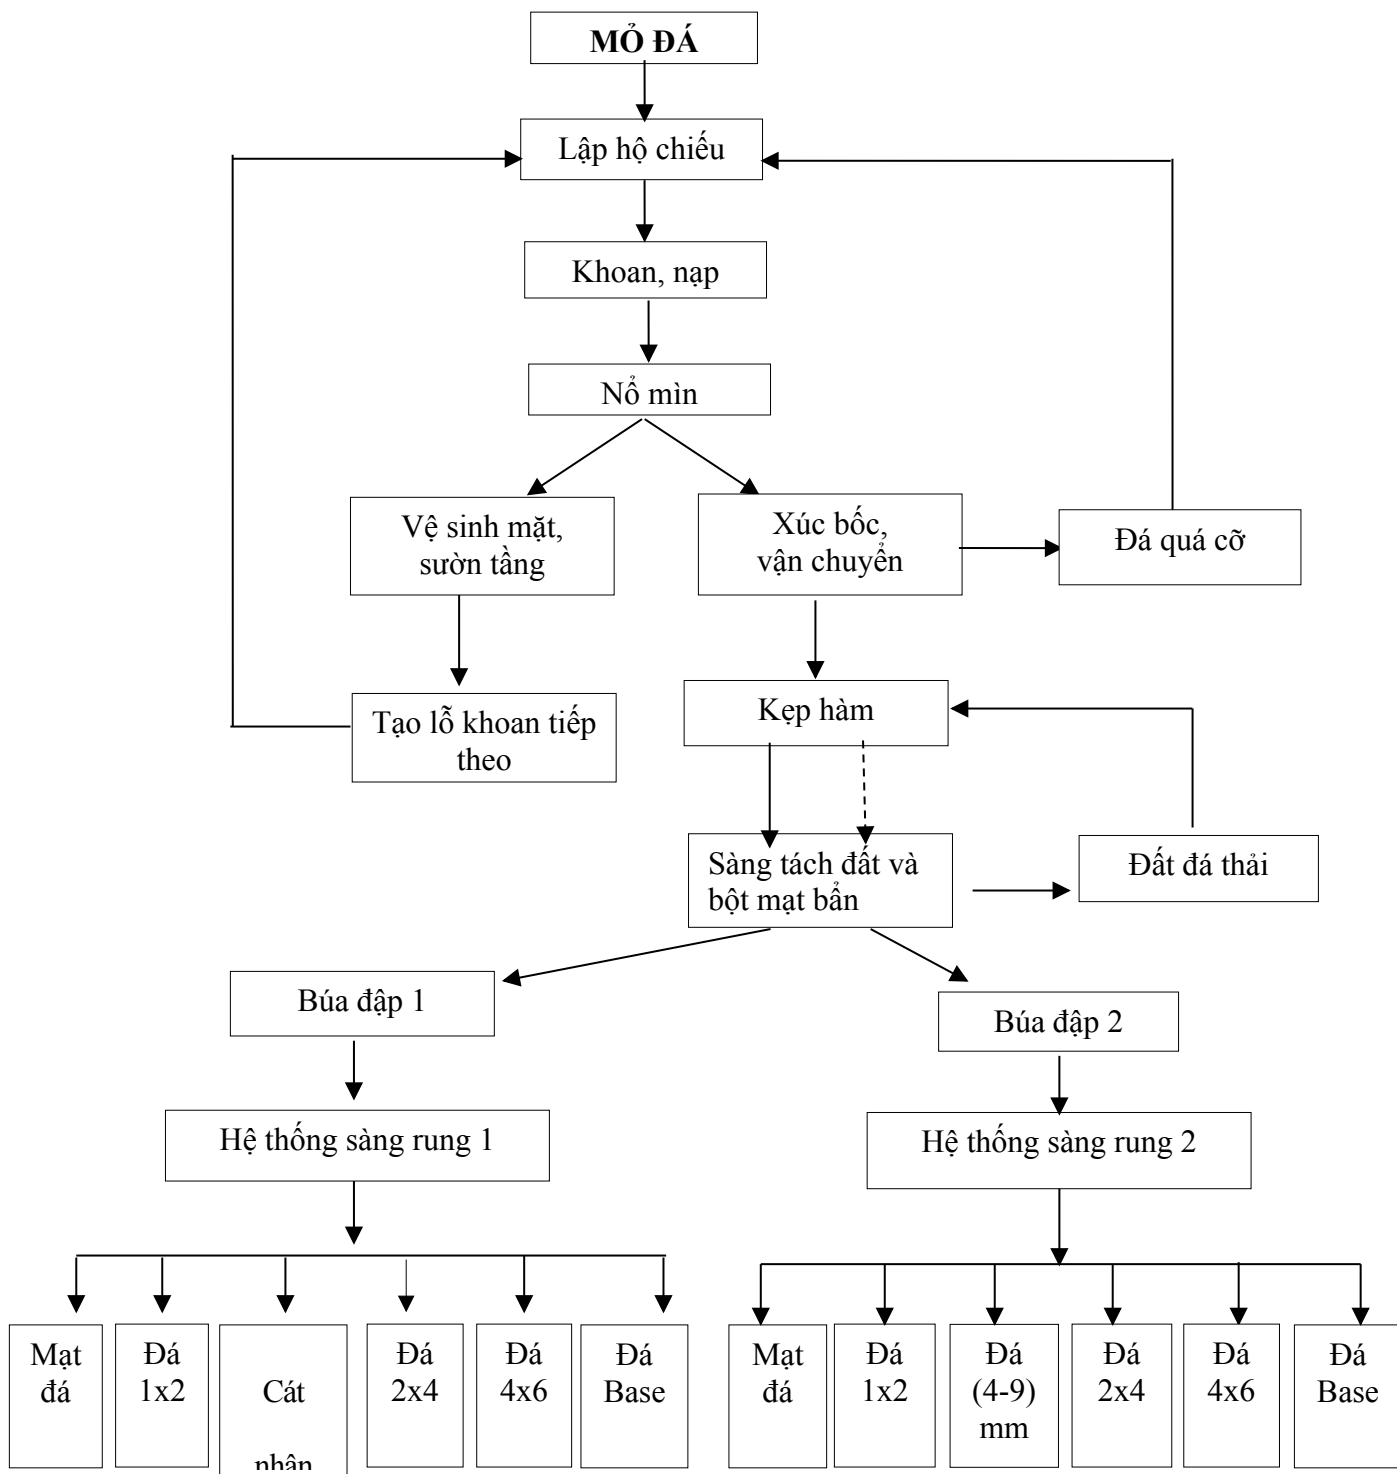 MỎ ĐÁ
Lập hộ chiếu
Khoan, nạp
Nổ mìn
Vệ sinh mặt,
sườn tầng
Xúc bốc,
vận chuyển
Đá quá cỡ
Tạo lỗ khoan tiếp
theo
Kẹp hàm
Sàng tách đất và
bột mạt bẩn
Đất đá thải
Búa đập 1
Búa đập 2
Hệ thống sàng rung 1
Hệ thống sàng rung 2
Mạt
đá
Đá
1x2
Cát
nhân
Đá
2x4
Đá
4x6
Đá
Base
Mạt
đá
Đá
1x2
Đá
(4-9)
mm
Đá
2x4
Đá
4x6
Đá
Base